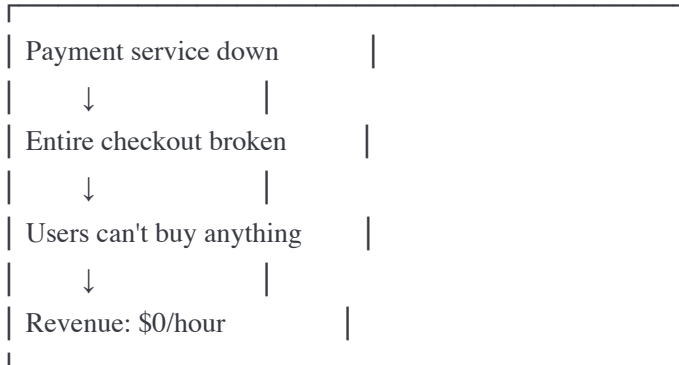 Payment service down
↓
Entire checkout broken
↓
Users can't buy anything
↓
Revenue: $0/hour